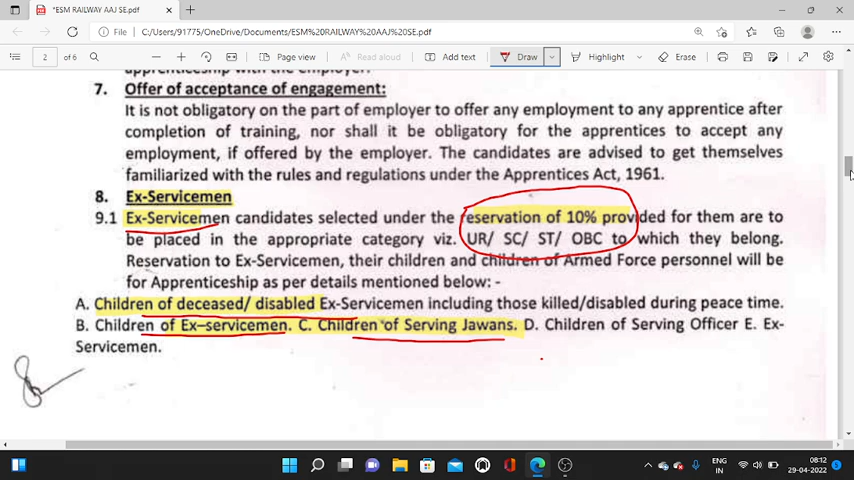 *ESM RAILWAY AAJ SE.pdf
File
C:/Users/91775/OneDrive/Documents/ESM%20RAILWAY%20AAJ%20SE.pdf
2 of 6
Page view
Read aloud
Add text
Draw
Highlight
Erase
apprenticeship with the employer.
7. Offer of acceptance of engagement:
It is not obligatory on the part of employer to offer any employment to any apprentice after
completion of training, nor shall it be obligatory for the apprentices to accept any
employment, if offered by the employer. The candidates are advised to get themselves
familiarized with the rules and regulations under the Apprentices Act, 1961.
8. Ex-Servicemen
9.1 Ex-Servicemen candidates selected under the reservation of 10% provided for them are to
be placed in the appropriate category viz. UR/ SC/ ST/ OBC to which they belong.
Reservation to Ex-Servicemen, their children and children of Armed Force personnel will be
for Apprenticeship as per details mentioned below: -
A. Children of deceased/ disabled Ex-Servicemen including those killed/disabled during peace time.
B. Children of Ex–servicemen. C. Children of Serving Jawans. D. Children of Serving Officer E. Ex-
Servicemen.
ENG
IN
08:12
29-04-2022